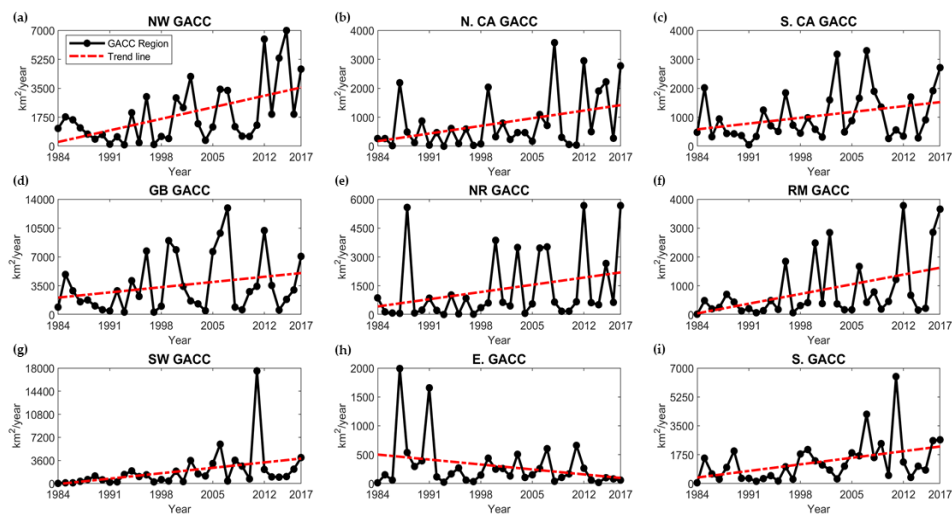 (a) NW GACC
7000
5250
3500
1750
0
km²/year
GACC Region
Trend line
1984 1991 1998 2005 2012 2017
Year
(b) N. CA GACC
4000
3000
2000
1000
0
1984 1991 1998 2005 2012 2017
Year
(c) S. CA GACC
4000
3000
2000
1000
0
1984 1991 1998 2005 2012 2017
Year
(d) GB GACC
14000
10500
7000
3500
0
km²/year
1984 1991 1998 2005 2012 2017
Year
(e) NR GACC
6000
4500
3000
1500
0
km²/year
1984 1991 1998 2005 2012 2017
Year
(f) RM GACC
4000
3000
2000
1000
0
km²/year
1984 1991 1998 2005 2012 2017
Year
(g) SW GACC
18000
14400
10800
7200
3600
0
km²/year
1984 1991 1998 2005 2012 2017
Year
(h) E. GACC
2000
1500
1000
500
0
km²/year
1984 1991 1998 2005 2012 2017
Year
(i) S. GACC
7000
5250
3500
1750
0
km²/year
1984 1991 1998 2005 2012 2017
Year